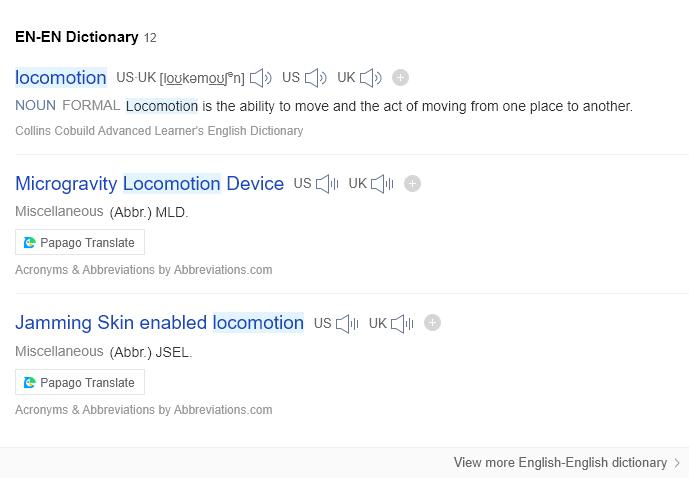 EN-EN Dictionary 12
locomotion US·UK [loʊkəmoʊʃᵊn] US UK
NOUN FORMAL Locomotion is the ability to move and the act of moving from one place to another.
Collins Cobuild Advanced Learner's English Dictionary
Microgravity Locomotion Device US UK
Miscellaneous (Abbr.) MLD.
Papago Translate
Acronyms & Abbreviations by Abbreviations.com
Jamming Skin enabled locomotion US UK
Miscellaneous (Abbr.) JSEL.
Papago Translate
Acronyms & Abbreviations by Abbreviations.com
View more English-English dictionary